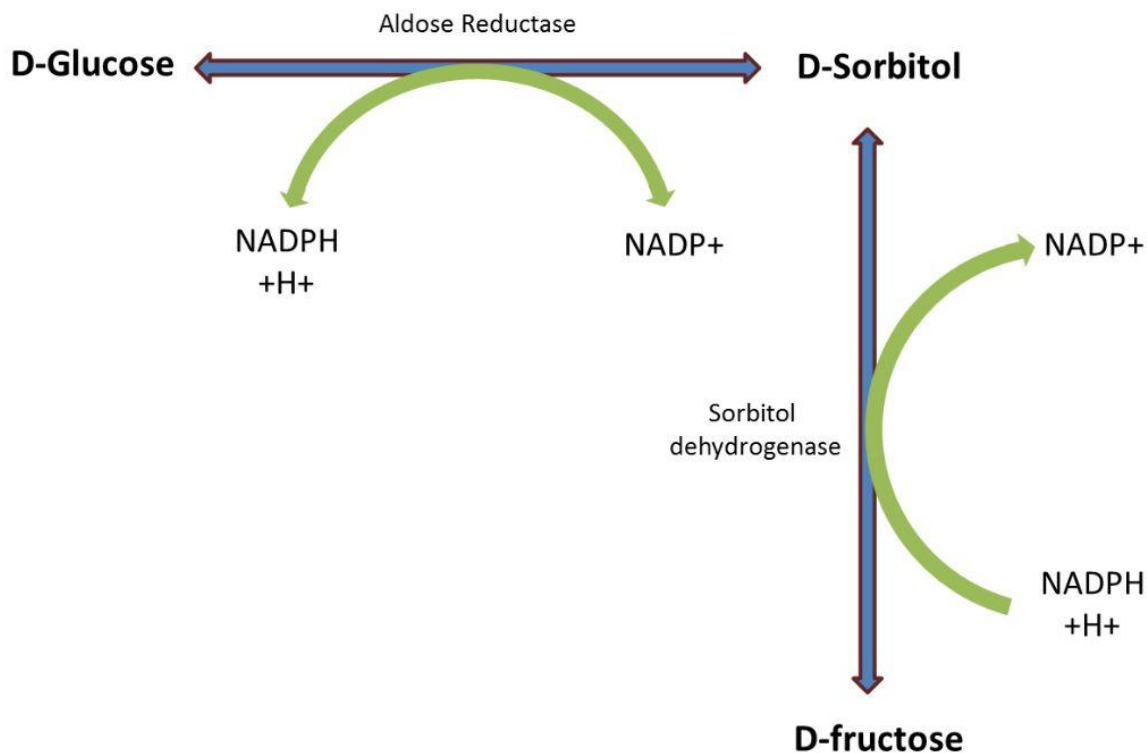 Aldose Reductase
D-Glucose
D-Sorbitol
NADPH
+H+
NADP+
NADP+
Sorbitol
dehydrogenase
NADPH
+H+
D-fructose